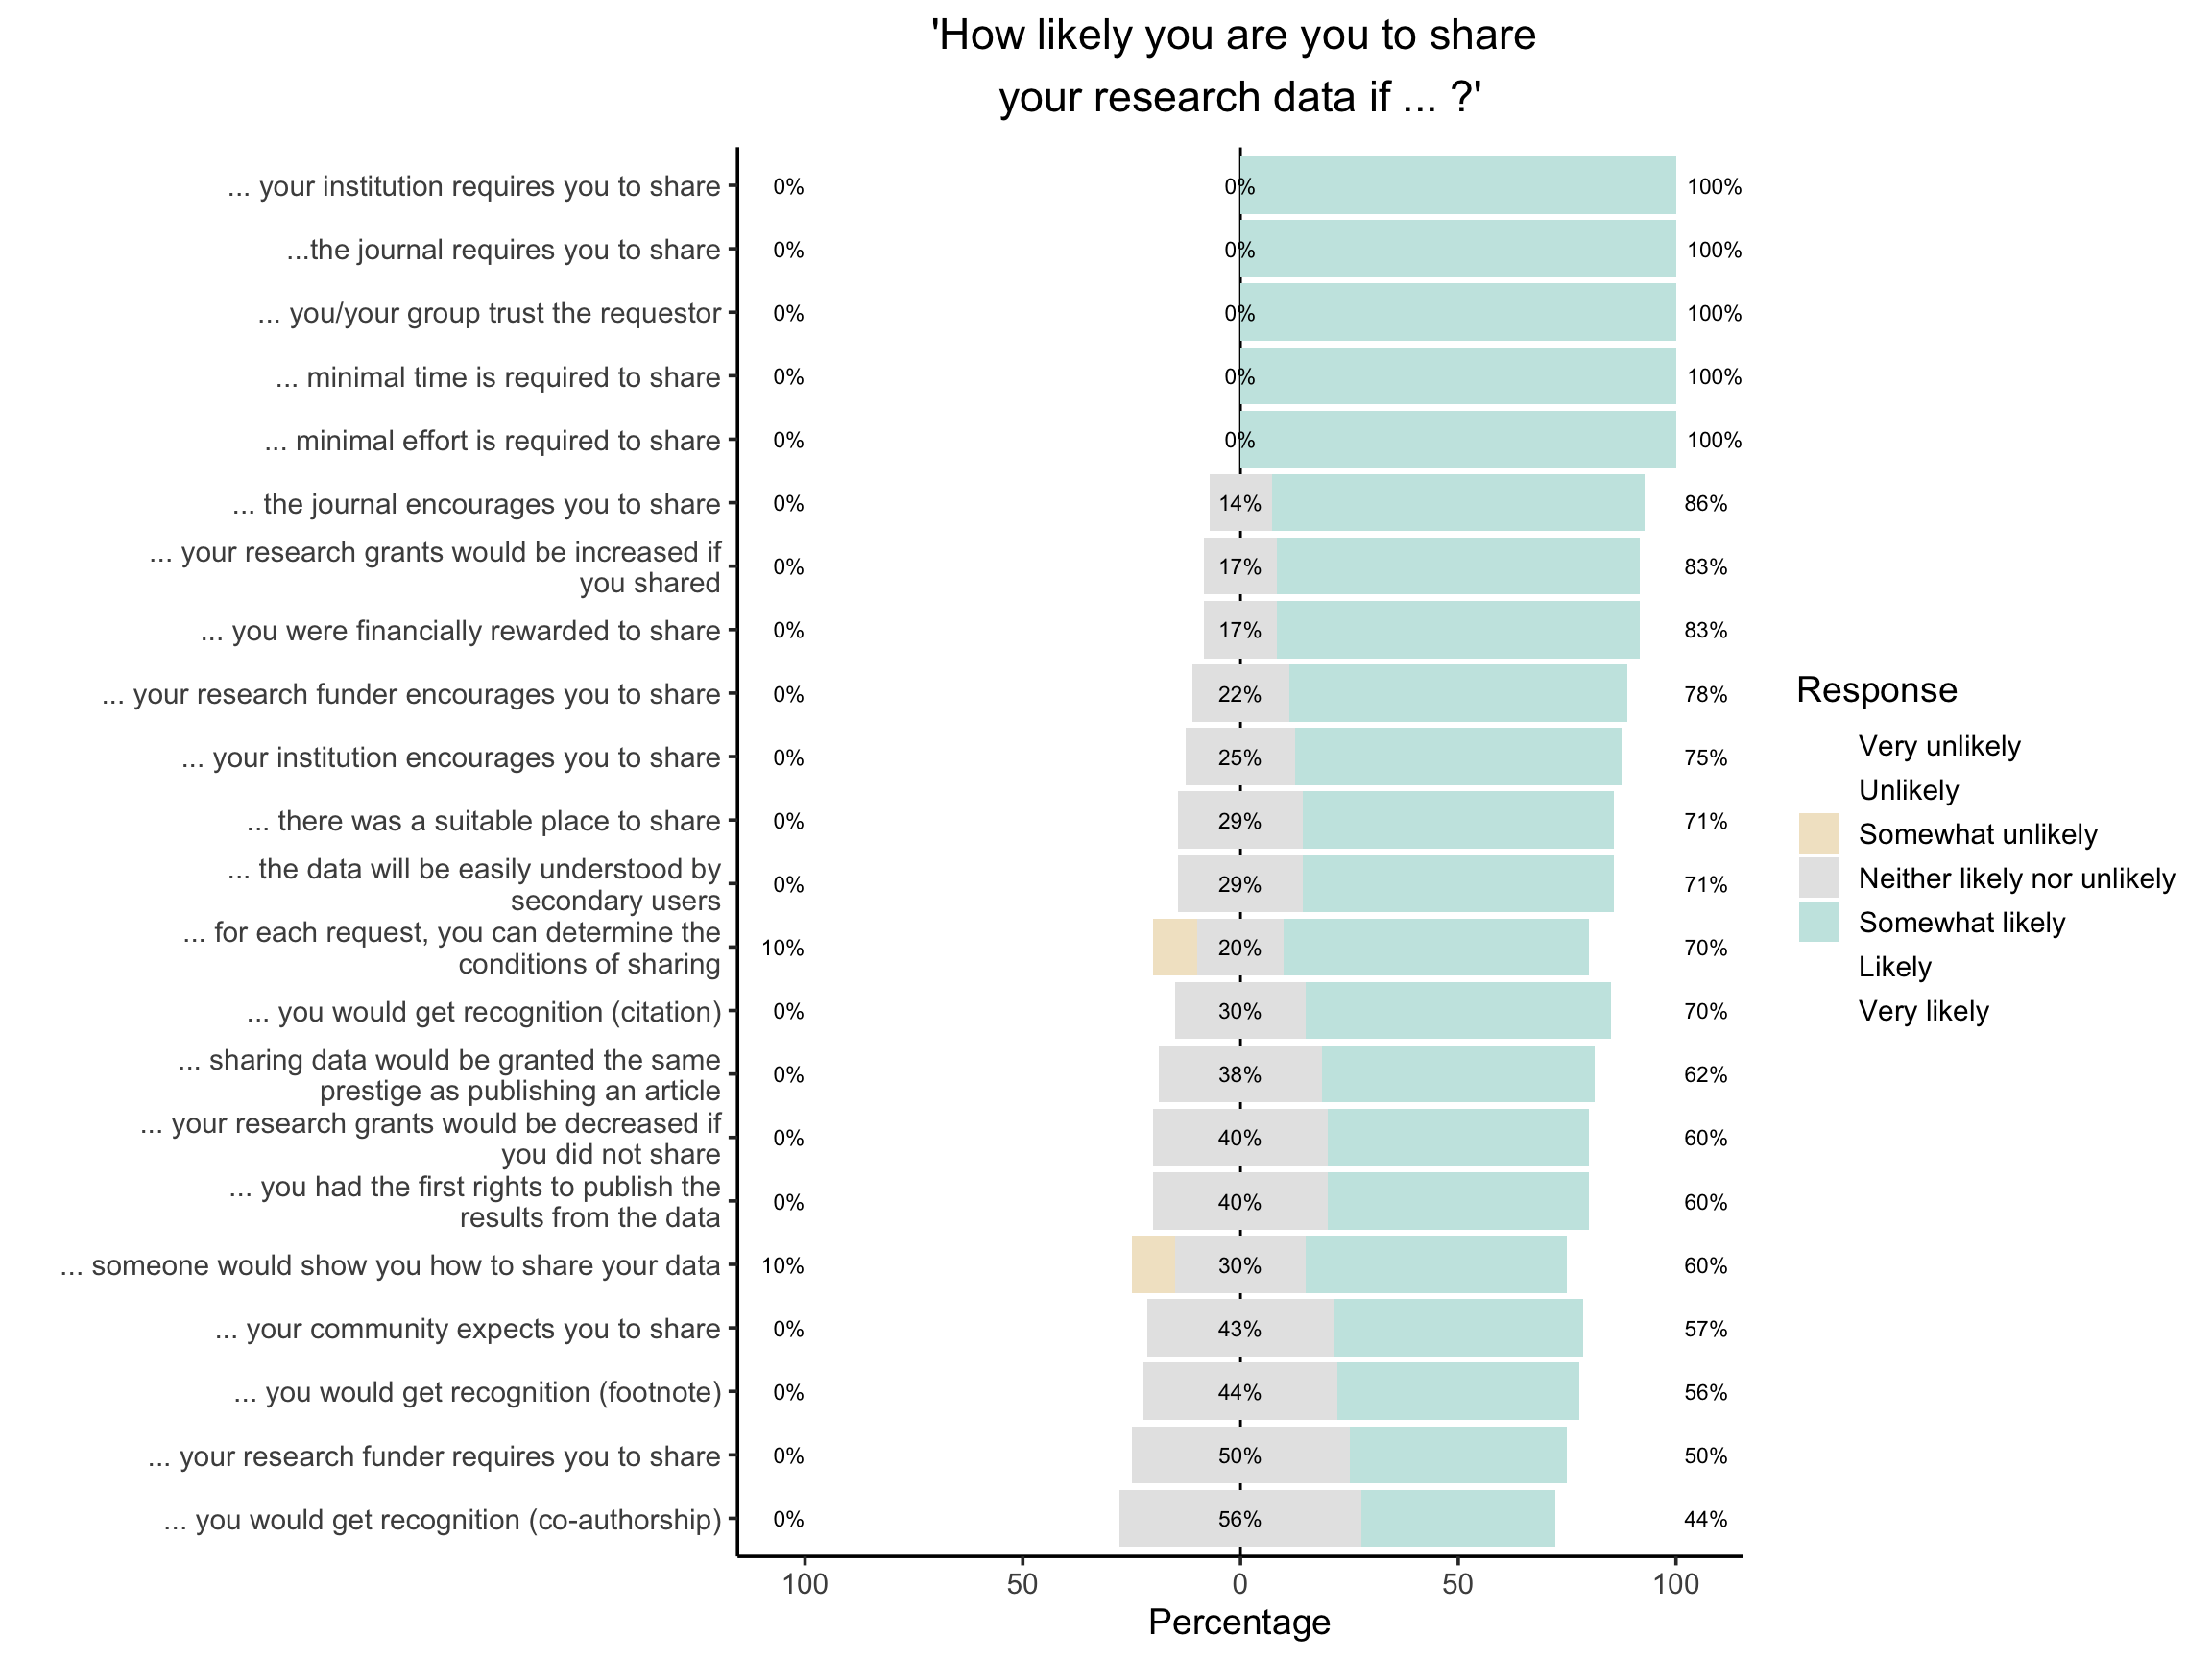 'How likely you are you to share
your research data if ... ?'
... your institution requires you to share 0% 0% 100%
...the journal requires you to share 0% 0% 100%
... you/your group trust the requestor 0% 0% 100%
... minimal time is required to share 0% 0% 100%
... minimal effort is required to share 0% 0% 100%
... the journal encourages you to share 0% 14% 86%
... your research grants would be increased if
you shared 0% 17% 83%
... you were financially rewarded to share 0% 17% 83%
... your research funder encourages you to share 0% 22% 78%
... your institution encourages you to share 0% 25% 75%
... there was a suitable place to share 0% 29% 71%
... the data will be easily understood by
secondary users 0% 29% 71%
... for each request, you can determine the
conditions of sharing 10% 20% 70%
... you would get recognition (citation) 0% 30% 70%
... sharing data would be granted the same
prestige as publishing an article 0% 38% 62%
... your research grants would be decreased if
you did not share 0% 40% 60%
... you had the first rights to publish the
results from the data 0% 40% 60%
... someone would show you how to share your data 10% 30% 60%
... your community expects you to share 0% 43% 57%
... you would get recognition (footnote) 0% 44% 56%
... your research funder requires you to share 0% 50% 50%
... you would get recognition (co-authorship) 0% 56% 44%
100 50 0 50 100
Percentage
Response
Very unlikely
Unlikely
Somewhat unlikely
Neither likely nor unlikely
Somewhat likely
Likely
Very likely